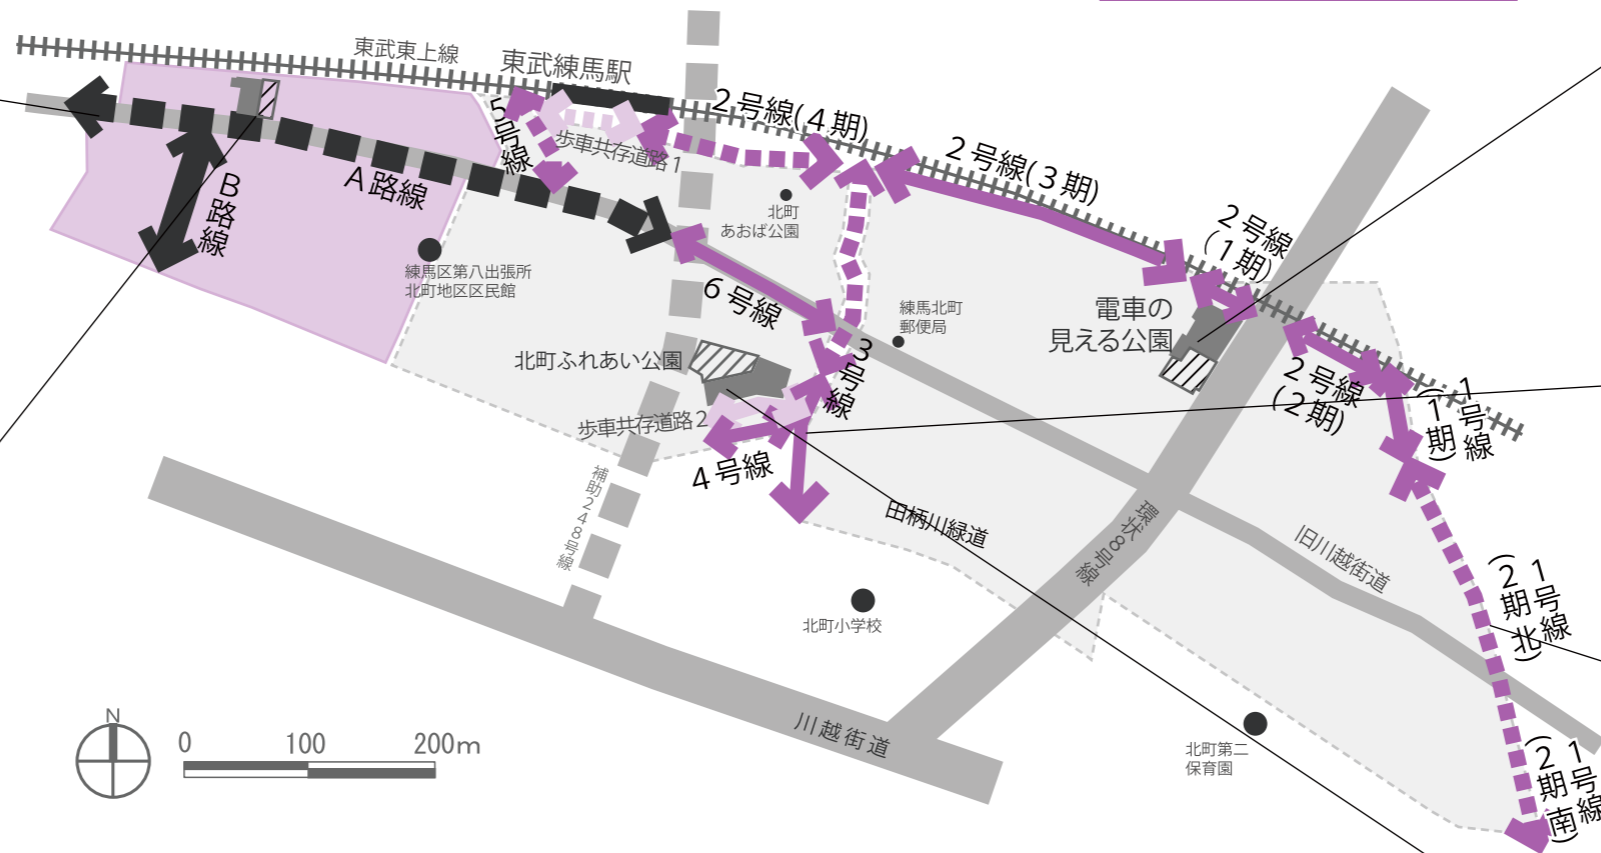 東武東上線
東武練馬駅
2号線(4期)
2号線(3期)
2号線
(1期)
5号線
歩車共存道路1
A路線
B路線
北町
あおば公園
練馬区第八出張所
北町地区区民館
6号線
練馬北町
郵便局
電車の
見える公園
北町ふれあい公園
3号線
2号線
(2期)
1号線
(1期)
歩車共存道路2
4号線
補助248号線
田柄川緑道
環状8号線
旧川越街道
1号線
(2期北)
北町小学校
川越街道
北町第二
保育園
1号線
(2期南)
N
0 100 200m